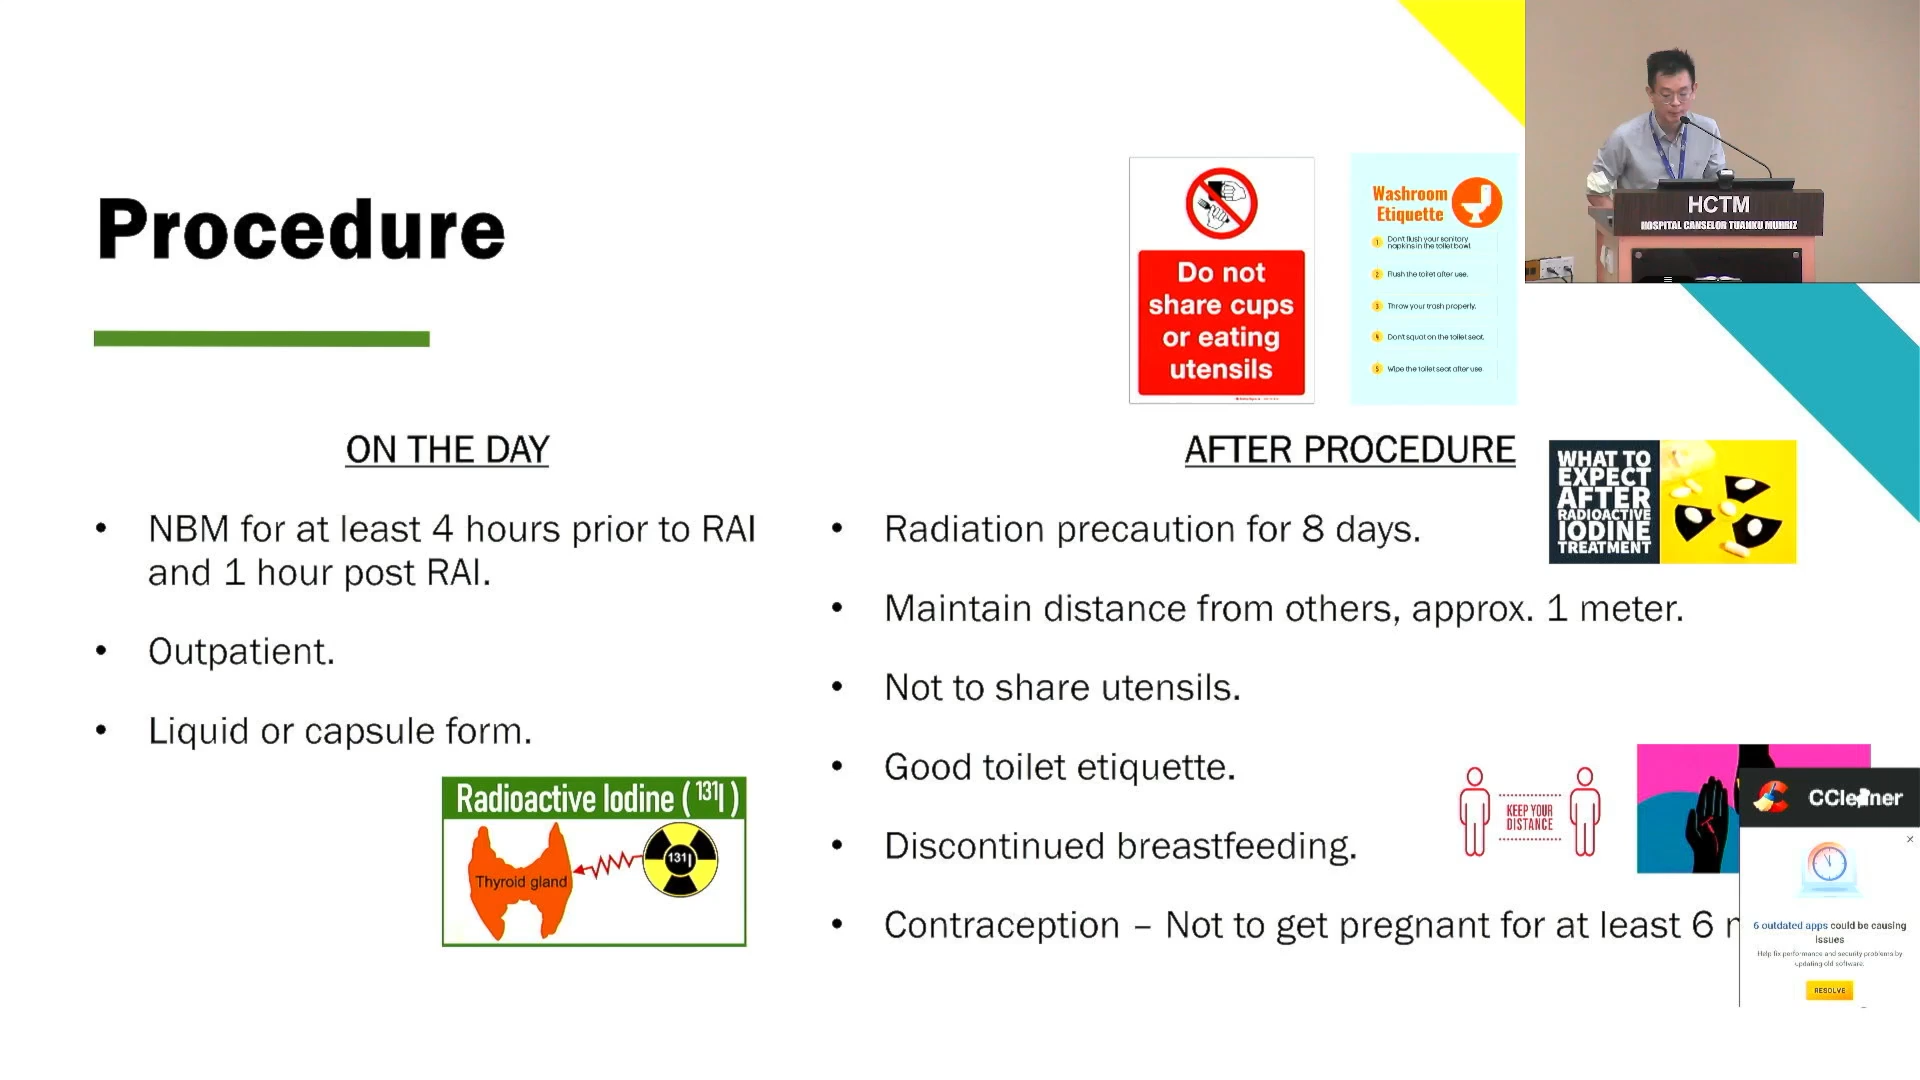 HCTM
HOSPITAL CANSELOR TUANKU MUHRIZ
Procedure
Do not
share cups
or eating
utensils
Washroom
Etiquette
1 Don't flush your sanitary
napkins in the toilet bowl.
2 Flush the toilet after use.
3 Throw your trash properly.
4 Don't squat on the toilet seat.
5 Wipe the toilet seat after use.
ON THE DAY
• NBM for at least 4 hours prior to RAI
and 1 hour post RAI.
• Outpatient.
• Liquid or capsule form.
Radioactive Iodine (131I)
Thyroid gland
131I
AFTER PROCEDURE
WHAT TO
EXPECT
AFTER
RADIOACTIVE
IODINE
TREATMENT
• Radiation precaution for 8 days.
• Maintain distance from others, approx. 1 meter.
• Not to share utensils.
• Good toilet etiquette.
• Discontinued breastfeeding.
• Contraception – Not to get pregnant for at least 6
KEEP YOUR
DISTANCE
CCleaner
6 outdated apps could be causing
issues
Help fix performance and security problems by
updating old software.
RESOLVE